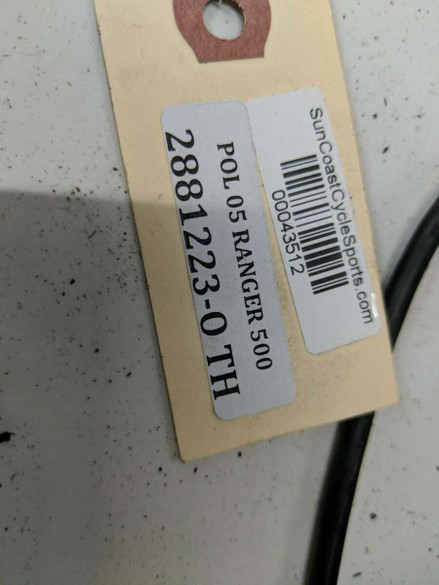 SunCoastCycleSports.com
00043512
POL 05 RANGER 500
2881223-0 TH